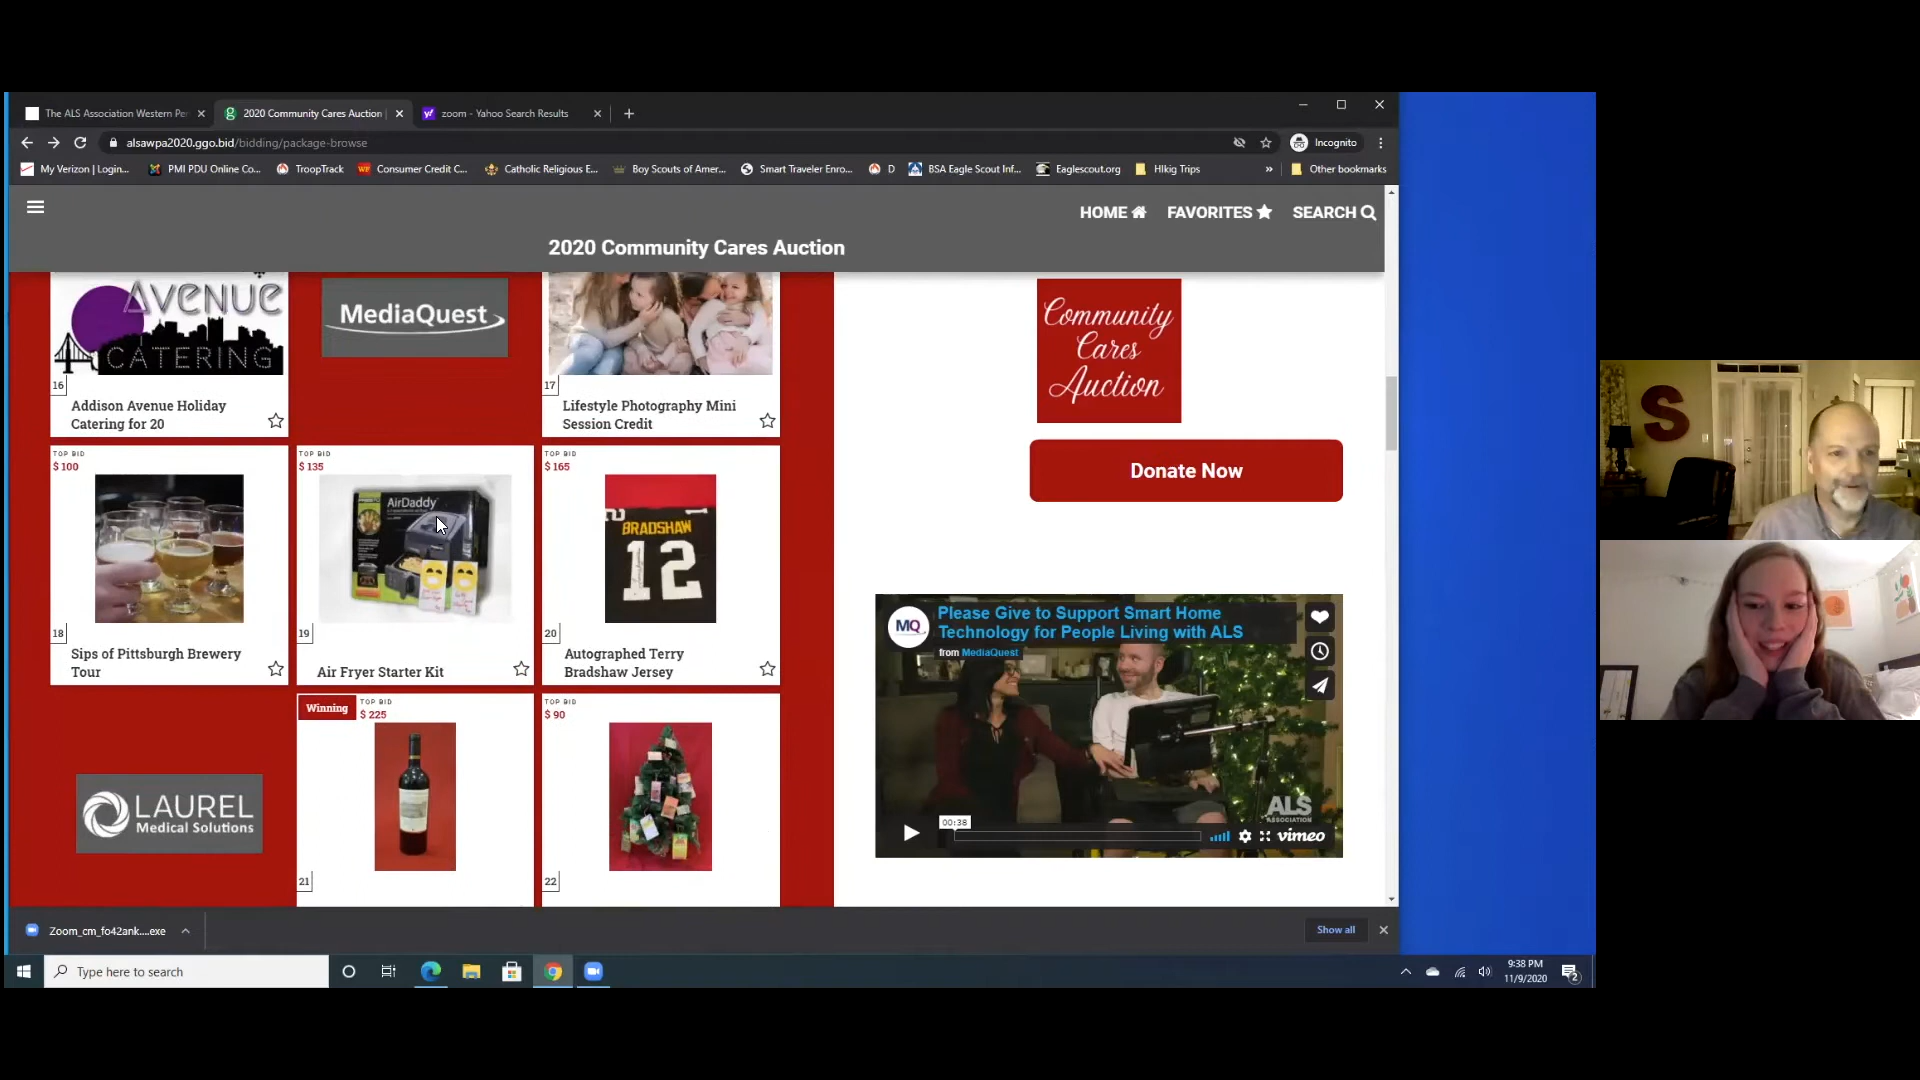 The ALS Association Western Pe
2020 Community Cares Auction |
zoom - Yahoo Search Results
alsawpa2020.ggo.bid/bidding/package-browse
Incognito
My Verizon | Login...
PMI PDU Online Co...
TroopTrack
Consumer Credit C...
Catholic Religious E...
Boy Scouts of Amer...
Smart Traveler Enro...
D
BSA Eagle Scout Inf...
Eaglescout.org
HIkig Trips
»
Other bookmarks
HOME
FAVORITES
SEARCH
2020 Community Cares Auction
AVENUE
CATERING
16
Addison Avenue Holiday
Catering for 20
MediaQuest
17
Lifestyle Photography Mini
Session Credit
Community
Cares
Auction
Donate Now
TOP BID
$ 100
18
Sips of Pittsburgh Brewery
Tour
TOP BID
$ 135
AirDaddy
19
Air Fryer Starter Kit
TOP BID
$ 165
BRADSHAW
12
20
Autographed Terry
Bradshaw Jersey
MQ
Please Give to Support Smart Home
Technology for People Living with ALS
from MediaQuest
ALS
ASSOCIATION
00:38
vimeo
LAUREL
Medical Solutions
Winning
TOP BID
$ 225
21
TOP BID
$ 90
22
Zoom_cm_fo42ank....exe
Show all
Type here to search
9:38 PM
11/9/2020
2
S